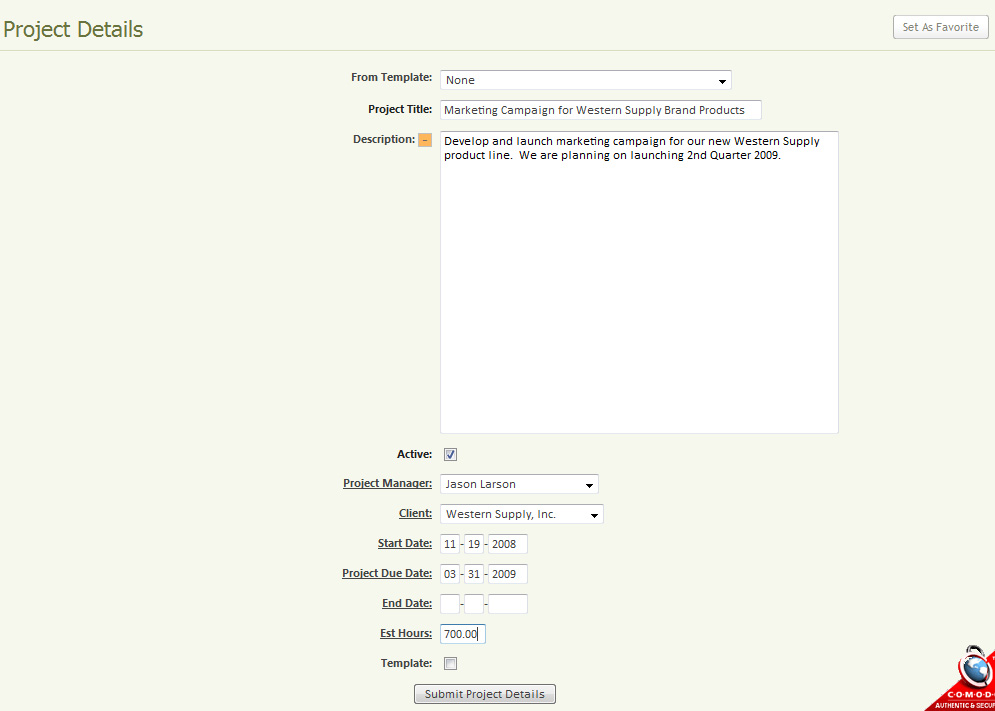 Project Details
Set As Favorite
From Template: None
Project Title: Marketing Campaign for Western Supply Brand Products
Description: - Develop and launch marketing campaign for our new Western Supply
product line.  We are planning on launching 2nd Quarter 2009.
Active:
Project Manager: Jason Larson
Client: Western Supply, Inc.
Start Date: 11 - 19 - 2008
Project Due Date: 03 - 31 - 2009
End Date: - -
Est Hours: 700.00
Template:
Submit Project Details
C·O·M·O·D
AUTHENTIC & SECU